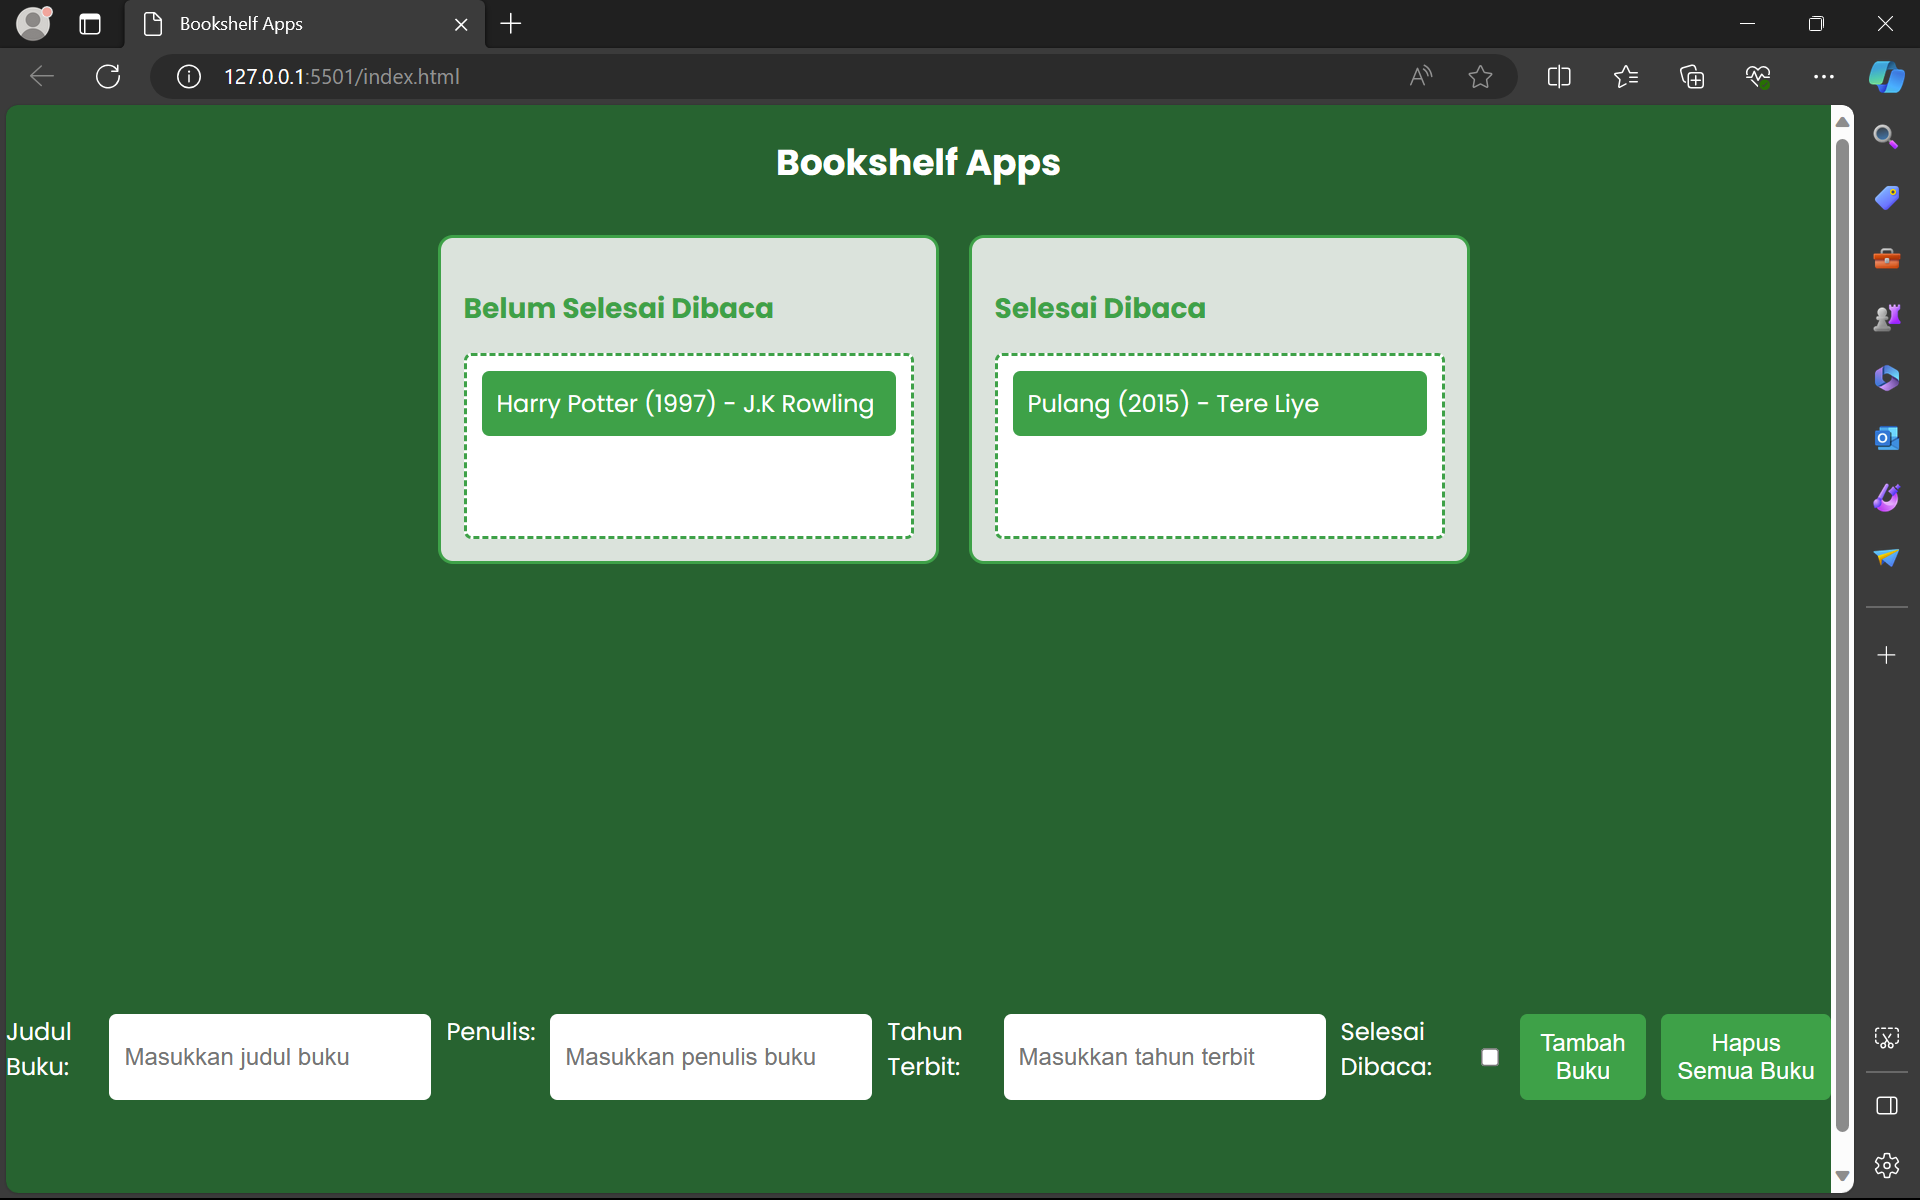 Bookshelf Apps
127.0.0.1:5501/index.html
Bookshelf Apps
Belum Selesai Dibaca
Harry Potter (1997) - J.K Rowling
Selesai Dibaca
Pulang (2015) - Tere Liye
Judul
Buku:
Masukkan judul buku
Penulis:
Masukkan penulis buku
Tahun
Terbit:
Masukkan tahun terbit
Selesai
Dibaca:
Tambah
Buku
Hapus
Semua Buku